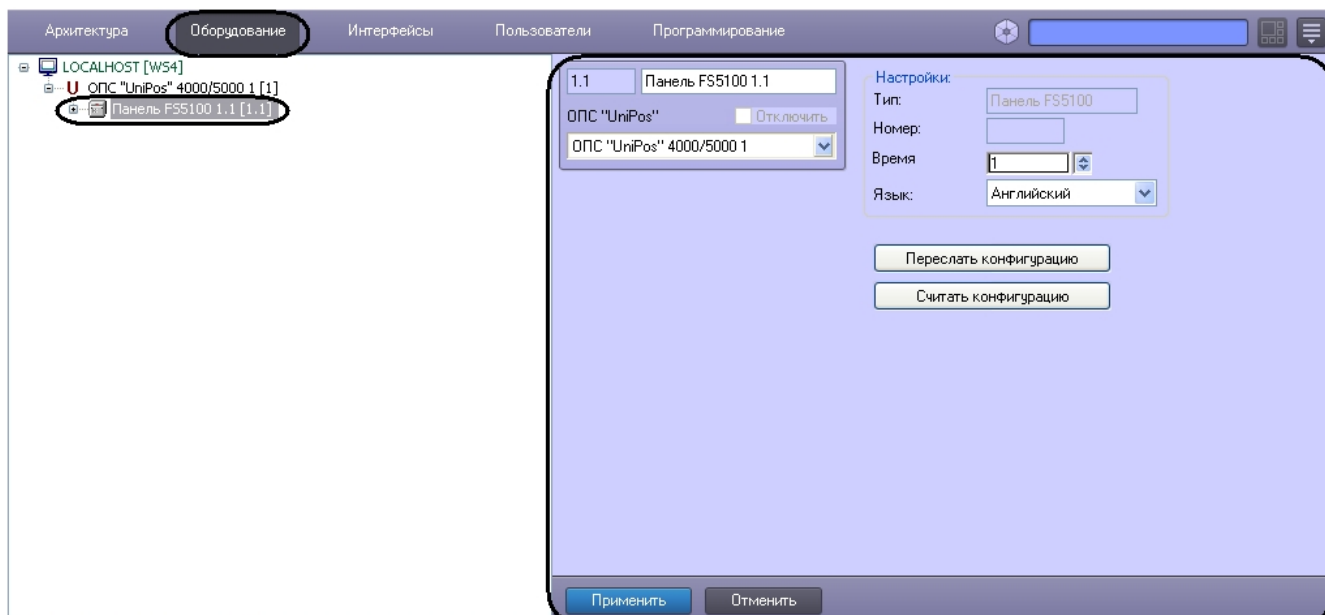 Архитектура Оборудование Интерфейсы Пользователи Программирование
LOCALHOST [WS4]
U ОПС "UniPos" 4000/5000 1 [1]
Панель FS5100 1.1 [1.1]
1.1 Панель FS5100 1.1
ОПС "UniPos" Отключить
ОПС "UniPos" 4000/5000 1
Настройки:
Тип: Панель FS5100
Номер:
Время 1
Язык: Английский
Переслать конфигурацию
Считать конфигурацию
Применить Отменить